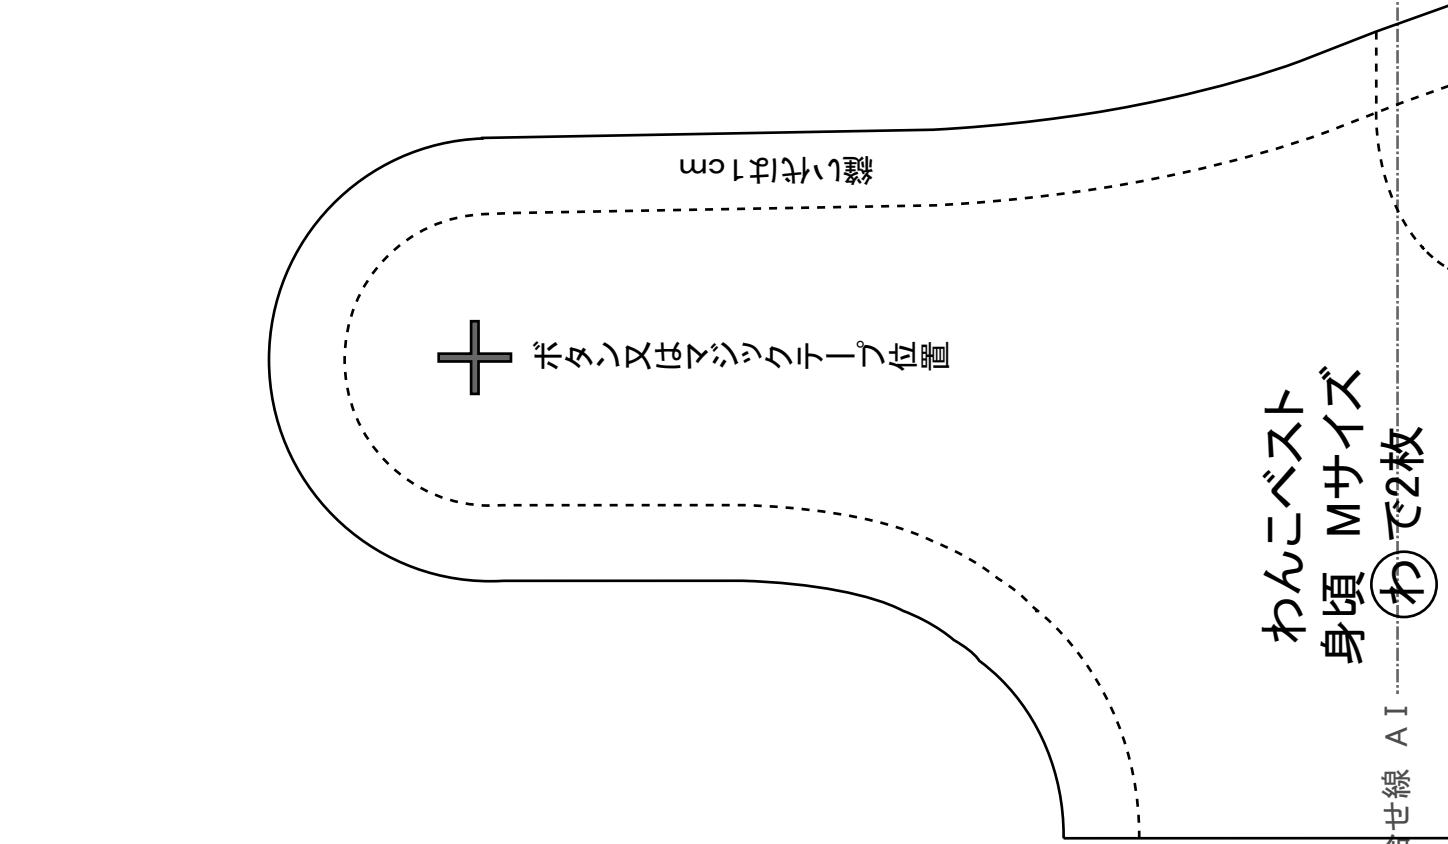 縫い代は1cm
ボタン又はマジックテープ位置
わんこベスト
身頃 Mサイズ
わで2枚
せ線 AI